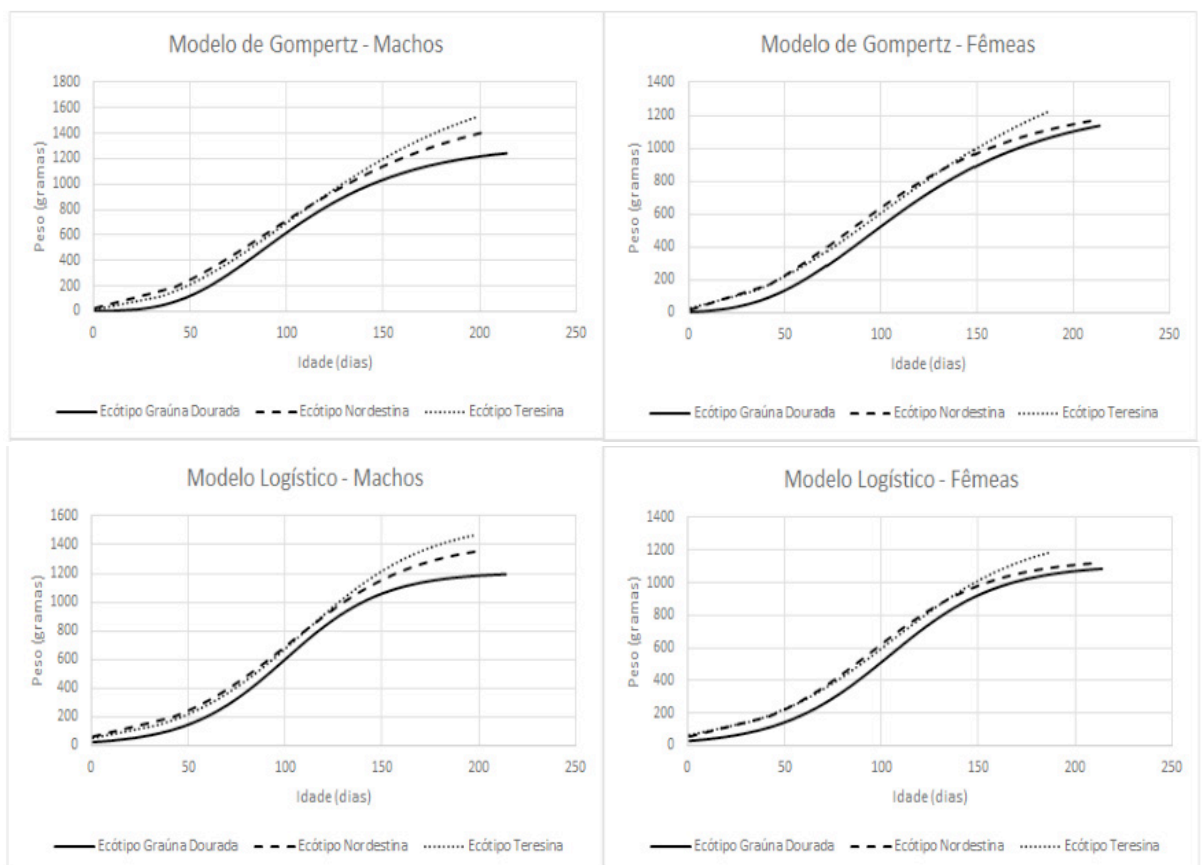 Modelo de Gompertz - Machos
Peso (gramas)
1800
1600
1400
1200
1000
800
600
400
200
0
0 50 100 150 200 250
Idade (dias)
Ecótipo Graúna Dourada Ecótipo Nordestina Ecótipo Teresina
Modelo de Gompertz - Fêmeas
Peso (gramas)
1400
1200
1000
800
600
400
200
0
0 50 100 150 200 250
Idade (dias)
Ecótipo Graúna Dourada Ecótipo Nordestina Ecótipo Teresina
Modelo Logístico - Machos
Peso (gramas)
1600
1400
1200
1000
800
600
400
200
0
0 50 100 150 200 250
Idade (dias)
Ecótipo Graúna Dourada Ecótipo Nordestina Ecótipo Teresina
Modelo Logístico - Fêmeas
Peso (gramas)
1400
1200
1000
800
600
400
200
0
0 50 100 150 200 250
Idade (dias)
Ecótipo Graúna Dourada Ecótipo Nordestina Ecótipo Teresina